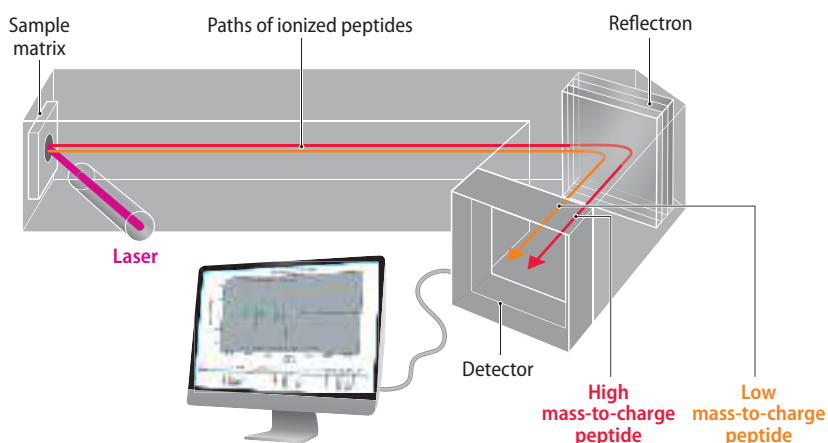 Sample
matrix
Paths of ionized peptides
Reflectron
Laser
Detector
High
mass-to-charge
peptide
Low
mass-to-charge
peptide